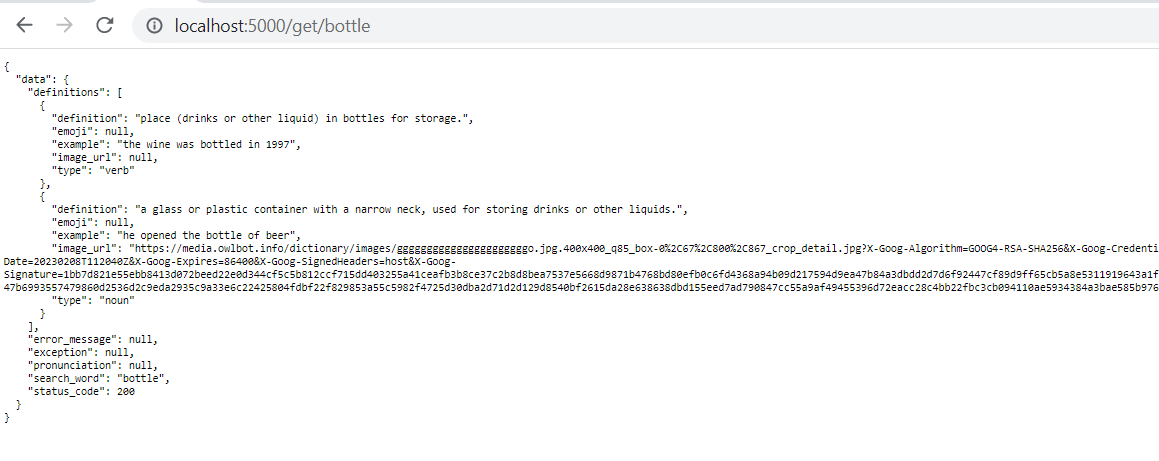 localhost:5000/get/bottle
{
"data": {
"definitions": [
{
"definition": "place (drinks or other liquid) in bottles for storage.",
"emoji": null,
"example": "the wine was bottled in 1997",
"image_url": null,
"type": "verb"
},
{
"definition": "a glass or plastic container with a narrow neck, used for storing drinks or other liquids.",
"emoji": null,
"example": "he opened the bottle of beer",
"image_url": "https://media.owlbot.info/dictionary/images/ggggggggggggggggggggggo.jpg.400x400_q85_box-0%2C67%2C800%2C867_crop_detail.jpg?X-Goog-Algorithm=GOOG4-RSA-SHA256&X-Goog-Credenti
Date=20230208T112040Z&X-Goog-Expires=86400&X-Goog-SignedHeaders=host&X-Goog-
Signature=1bb7d821e55ebb8413d072beed22e0d344cf5c5b812ccf715dd403255a41ceafb3b8ce37c2b8d8bea7537e5668d9871b4768bd80efb0c6fd4368a94b09d217594d9ea47b84a3dbdd2d7d6f92447cf89d9ff65cb5a8e5311919643a1f
47b6993557479860d2536d2c9eda2935c9a33e6c22425804fdbf22f829853a55c5982f4725d30dba2d71d2d129d8540bf2615da28e638638dbd155eed7ad790847cc55a9af49455396d72eacc28c4bb22fbc3cb094110ae5934384a3bae585b976
"type": "noun"
}
],
"error_message": null,
"exception": null,
"pronunciation": null,
"search_word": "bottle",
"status_code": 200
}
}